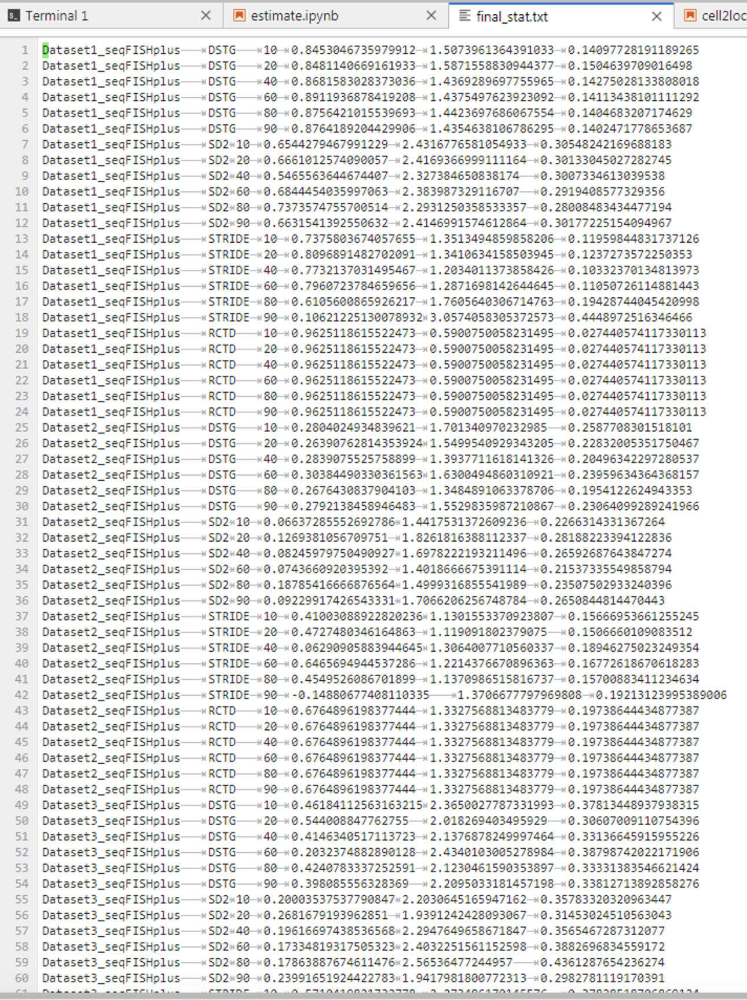 Terminal 1
estimate.ipynb
final_stat.txt
cell2loc
1 Dataset1_seqFISHplus DSTG 10 0.8453046735979912 1.5073961364391033 0.14097728191189265
2 Dataset1_seqFISHplus DSTG 20 0.8481140669161933 1.5871558830944377 0.1504639709016498
3 Dataset1_seqFISHplus DSTG 40 0.8681583028373036 1.4369289697755965 0.14275028133808018
4 Dataset1_seqFISHplus DSTG 60 0.8911936878419208 1.4375497623923092 0.14113438101111292
5 Dataset1_seqFISHplus DSTG 80 0.8756421015539693 1.4423697686067554 0.1404683207174629
6 Dataset1_seqFISHplus DSTG 90 0.8764189204429906 1.4354638106786295 0.1402471778653687
7 Dataset1_seqFISHplus SD2 10 0.6544279467991229 2.4316776581054933 0.30548242169688183
8 Dataset1_seqFISHplus SD2 20 0.6661012574090057 2.4169366999111164 0.30133045027282745
9 Dataset1_seqFISHplus SD2 40 0.5465563644674407 2.327384650838174 0.3007334613039538
10 Dataset1_seqFISHplus SD2 60 0.6844454035997063 2.383987329116707 0.2919408577329356
11 Dataset1_seqFISHplus SD2 80 0.7373574755700514 2.2931250358533357 0.28008483434477194
12 Dataset1_seqFISHplus SD2 90 0.6631541392550632 2.4146991574612864 0.30177225154094967
13 Dataset1_seqFISHplus STRIDE 10 0.7375803674057655 1.3513494859858206 0.11959844831737126
14 Dataset1_seqFISHplus STRIDE 20 0.8096891482702091 1.3410634158503945 0.1237273572250353
15 Dataset1_seqFISHplus STRIDE 40 0.7732137031495467 1.2034011373858426 0.10332370134813973
16 Dataset1_seqFISHplus STRIDE 60 0.7960723784659656 1.2871698142644645 0.11050726114881443
17 Dataset1_seqFISHplus STRIDE 80 0.6105600865926217 1.7605640306714763 0.19428744045420998
18 Dataset1_seqFISHplus STRIDE 90 0.10621225130078932 3.0574058305372573 0.4448972516346466
19 Dataset1_seqFISHplus RCTD 10 0.9625118615522473 0.5900750058231495 0.027440574117330113
20 Dataset1_seqFISHplus RCTD 20 0.9625118615522473 0.5900750058231495 0.027440574117330113
21 Dataset1_seqFISHplus RCTD 40 0.9625118615522473 0.5900750058231495 0.027440574117330113
22 Dataset1_seqFISHplus RCTD 60 0.9625118615522473 0.5900750058231495 0.027440574117330113
23 Dataset1_seqFISHplus RCTD 80 0.9625118615522473 0.5900750058231495 0.027440574117330113
24 Dataset1_seqFISHplus RCTD 90 0.9625118615522473 0.5900750058231495 0.027440574117330113
25 Dataset2_seqFISHplus DSTG 10 0.2804024934839621 1.701340970232985 0.2587708301518101
26 Dataset2_seqFISHplus DSTG 20 0.26390762814353924 1.5499540929343205 0.22832005351750467
27 Dataset2_seqFISHplus DSTG 40 0.2839075525758899 1.3937711618141326 0.20496342297280537
28 Dataset2_seqFISHplus DSTG 60 0.30384490330361563 1.6300494860310921 0.23959634364368157
29 Dataset2_seqFISHplus DSTG 80 0.2676430837904103 1.3484891063378706 0.1954122624943353
30 Dataset2_seqFISHplus DSTG 90 0.2792138458946483 1.5529835987210867 0.23064099289241966
31 Dataset2_seqFISHplus SD2 10 0.06637285552692786 1.4417531372609236 0.2266314331367264
32 Dataset2_seqFISHplus SD2 20 0.1269381056709751 1.8261816388112337 0.28188223394122836
33 Dataset2_seqFISHplus SD2 40 0.08245979750490927 1.6978222193211496 0.26592687643847274
34 Dataset2_seqFISHplus SD2 60 0.0743660920395392 1.4018666675391114 0.21537335549858794
35 Dataset2_seqFISHplus SD2 80 0.1878541666876564 1.4999316855541989 0.23507502933240396
36 Dataset2_seqFISHplus SD2 90 0.09229917426543331 1.7066206256748784 0.2650844814470443
37 Dataset2_seqFISHplus STRIDE 10 0.41003088922820236 1.1301553370923807 0.15666953661255245
38 Dataset2_seqFISHplus STRIDE 20 0.4727480346164863 1.119091802379075 0.1506660109083512
39 Dataset2_seqFISHplus STRIDE 40 0.062909058839446​45 1.3064007710560337 0.18946275023249354
40 Dataset2_seqFISHplus STRIDE 60 0.6465694944537286 1.2214376670896363 0.16772618670618283
41 Dataset2_seqFISHplus STRIDE 80 0.4549526086701899 1.1370986515816737 0.15700883411234634
42 Dataset2_seqFISHplus STRIDE 90 -0.14880677408110335 1.3706677797969808 0.19213123995389006
43 Dataset2_seqFISHplus RCTD 10 0.6764896198377444 1.3327568813483779 0.19738644434877387
44 Dataset2_seqFISHplus RCTD 20 0.6764896198377444 1.3327568813483779 0.19738644434877387
45 Dataset2_seqFISHplus RCTD 40 0.6764896198377444 1.3327568813483779 0.19738644434877387
46 Dataset2_seqFISHplus RCTD 60 0.6764896198377444 1.3327568813483779 0.19738644434877387
47 Dataset2_seqFISHplus RCTD 80 0.6764896198377444 1.3327568813483779 0.19738644434877387
48 Dataset2_seqFISHplus RCTD 90 0.6764896198377444 1.3327568813483779 0.19738644434877387
49 Dataset3_seqFISHplus DSTG 10 0.46184112563163215 2.3650027787331993 0.37813448937938315
50 Dataset3_seqFISHplus DSTG 20 0.544008847762755 2.018269403495929 0.306070091107​54396
51 Dataset3_seqFISHplus DSTG 40 0.4146340517113723 2.1376878249997464 0.33136645915955226
52 Dataset3_seqFISHplus DSTG 60 0.2032374882890128 2.4340103005278984 0.38798742022171906
53 Dataset3_seqFISHplus DSTG 80 0.4240783337252591 2.1230461590353897 0.33331383546621424
54 Dataset3_seqFISHplus DSTG 90 0.398085556328369 2.2095033181457198 0.33812713892858276
55 Dataset3_seqFISHplus SD2 10 0.20003537537790847 2.2030645165947162 0.35783320320963447
56 Dataset3_seqFISHplus SD2 20 0.2681679193962851 1.9391242428093067 0.31453024510563043
57 Dataset3_seqFISHplus SD2 40 0.19616697438536568 2.2947649658671847 0.3565467287312077
58 Dataset3_seqFISHplus SD2 60 0.17334819317505323 2.4032251561152598 0.3882696834559172
59 Dataset3_seqFISHplus SD2 80 0.17863887674611476 2.56536477244957 0.4361287654236274
60 Dataset3_seqFISHplus SD2 90 0.23991651924422783 1.9417981800772313 0.2982781119170391